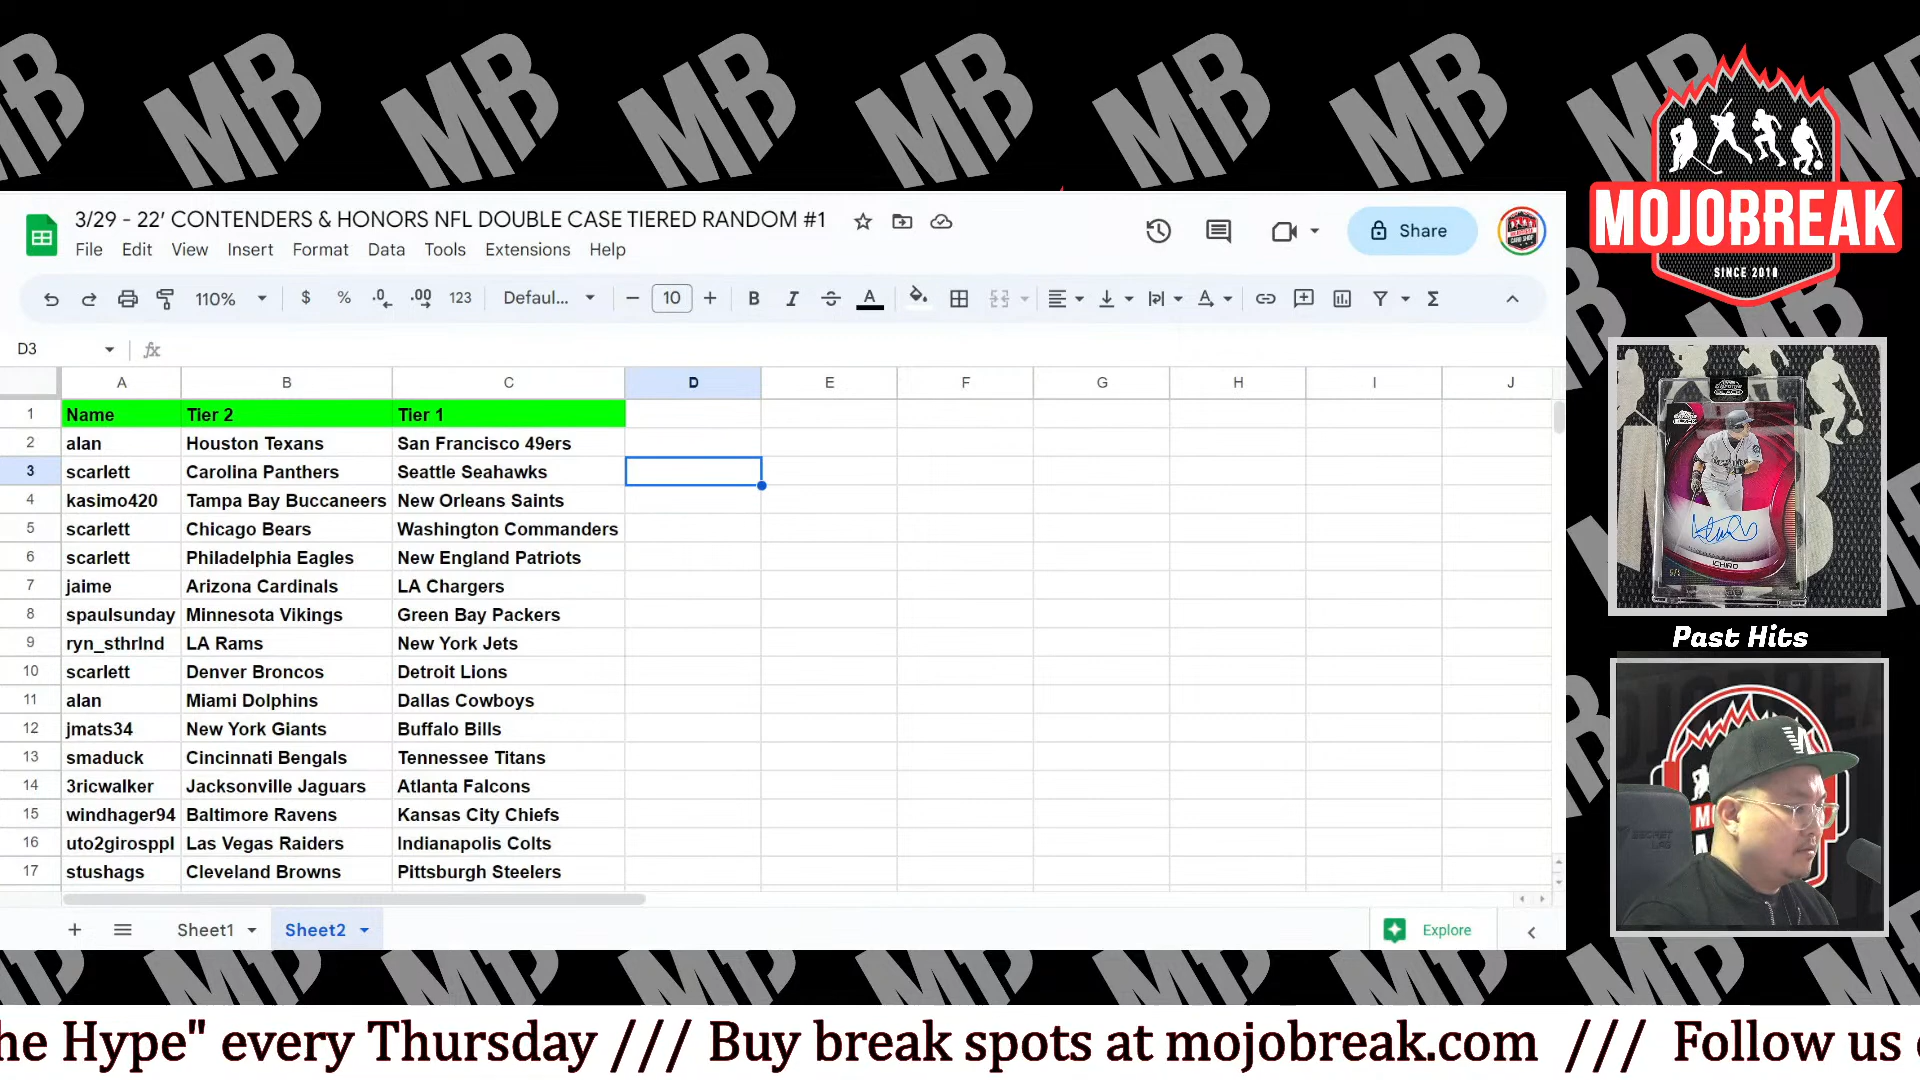 3/29 - 22' CONTENDERS & HONORS NFL DOUBLE CASE TIERED RANDOM #1
File Edit View Insert Format Data Tools Extensions Help
Share
110% $ % .0 .00 123 Defaul... 10 B I A
D3 fx
A B C D E F G H I J
1 Name Tier 2 Tier 1
2 alan Houston Texans San Francisco 49ers
3 scarlett Carolina Panthers Seattle Seahawks
4 kasimo420 Tampa Bay Buccaneers New Orleans Saints
5 scarlett Chicago Bears Washington Commanders
6 scarlett Philadelphia Eagles New England Patriots
7 jaime Arizona Cardinals LA Chargers
8 spaulsunday Minnesota Vikings Green Bay Packers
9 ryn_sthrlnd LA Rams New York Jets
10 scarlett Denver Broncos Detroit Lions
11 alan Miami Dolphins Dallas Cowboys
12 jmats34 New York Giants Buffalo Bills
13 smaduck Cincinnati Bengals Tennessee Titans
14 3ricwalker Jacksonville Jaguars Atlanta Falcons
15 windhager94 Baltimore Ravens Kansas City Chiefs
16 uto2girosppl Las Vegas Raiders Indianapolis Colts
17 stushags Cleveland Browns Pittsburgh Steelers
Sheet1 Sheet2 Explore
MOJOBREAK
SINCE 2010
ICHIRO
Past Hits
he Hype" every Thursday /// Buy break spots at mojobreak.com /// Follow us